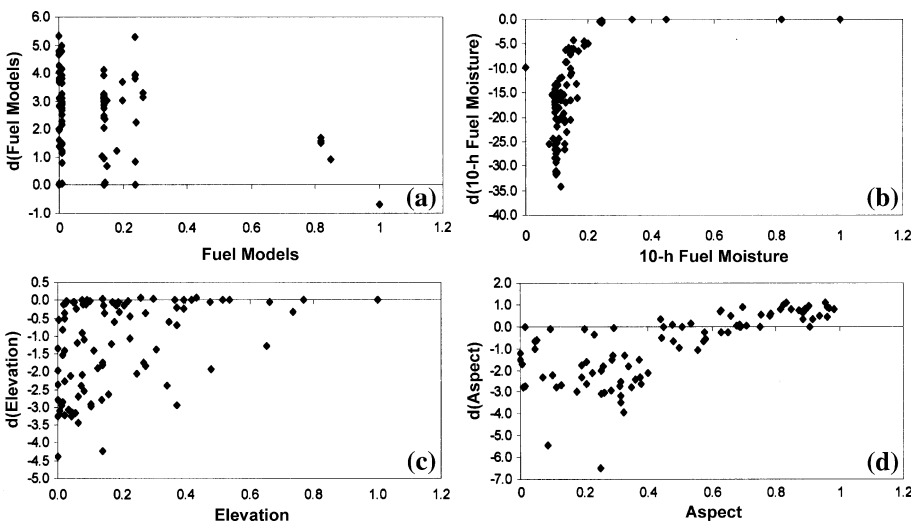 6.0
5.0
4.0
3.0
2.0
1.0
0.0
-1.0
d(Fuel Models)
0 0.2 0.4 0.6 0.8 1 1.2
Fuel Models
(a)
0.0
-5.0
-10.0
-15.0
-20.0
-25.0
-30.0
-35.0
-40.0
d(10-h Fuel Moisture)
0 0.2 0.4 0.6 0.8 1 1.2
10-h Fuel Moisture
(b)
0.5
0.0
-0.5
-1.0
-1.5
-2.0
-2.5
-3.0
-3.5
-4.0
-4.5
-5.0
d(Elevation)
0.0 0.2 0.4 0.6 0.8 1.0 1.2
Elevation
(c)
2.0
1.0
0.0
-1.0
-2.0
-3.0
-4.0
-5.0
-6.0
-7.0
d(Aspect)
0 0.2 0.4 0.6 0.8 1 1.2
Aspect
(d)